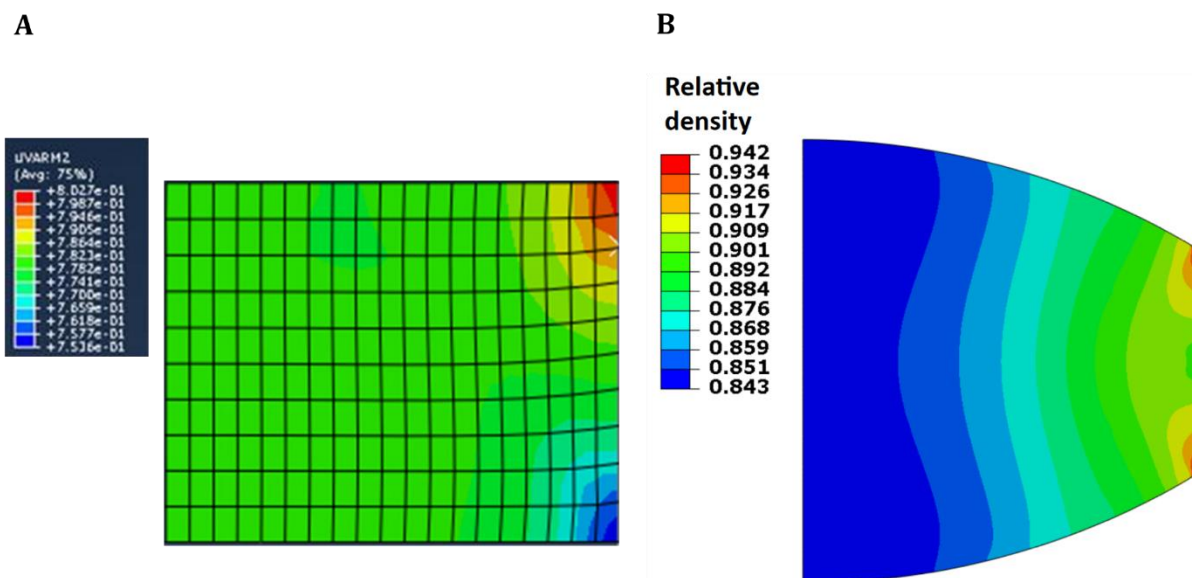 A
B
UVARM2
(Avg: 75%)
+8.027e-01
+7.987e-01
+7.946e-01
+7.905e-01
+7.864e-01
+7.823e-01
+7.782e-01
+7.741e-01
+7.700e-01
+7.659e-01
+7.618e-01
+7.577e-01
+7.536e-01
Relative
density
0.942
0.934
0.926
0.917
0.909
0.901
0.892
0.884
0.876
0.868
0.859
0.851
0.843